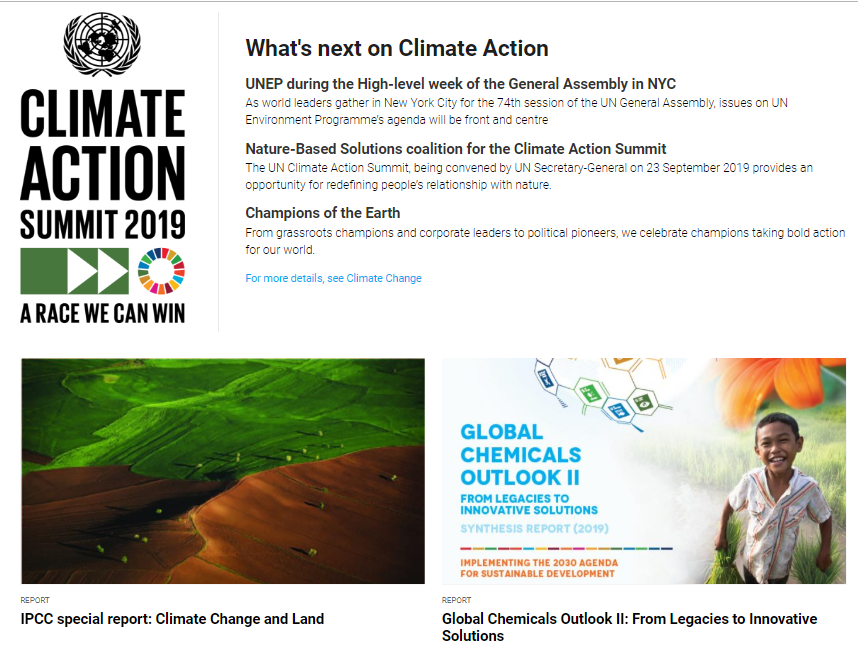 CLIMATE
ACTION
SUMMIT 2019
A RACE WE CAN WIN
What's next on Climate Action
UNEP during the High-level week of the General Assembly in NYC
As world leaders gather in New York City for the 74th session of the UN General Assembly, issues on UN
Environment Programme's agenda will be front and centre
Nature-Based Solutions coalition for the Climate Action Summit
The UN Climate Action Summit, being convened by UN Secretary-General on 23 September 2019 provides an
opportunity for redefining people's relationship with nature.
Champions of the Earth
From grassroots champions and corporate leaders to political pioneers, we celebrate champions taking bold action
for our world.
For more details, see Climate Change
GLOBAL
CHEMICALS
OUTLOOK II
FROM LEGACIES TO
INNOVATIVE SOLUTIONS
SYNTHESIS REPORT (2019)
IMPLEMENTING THE 2030 AGENDA
FOR SUSTAINABLE DEVELOPMENT
REPORT
IPCC special report: Climate Change and Land
REPORT
Global Chemicals Outlook II: From Legacies to Innovative
Solutions